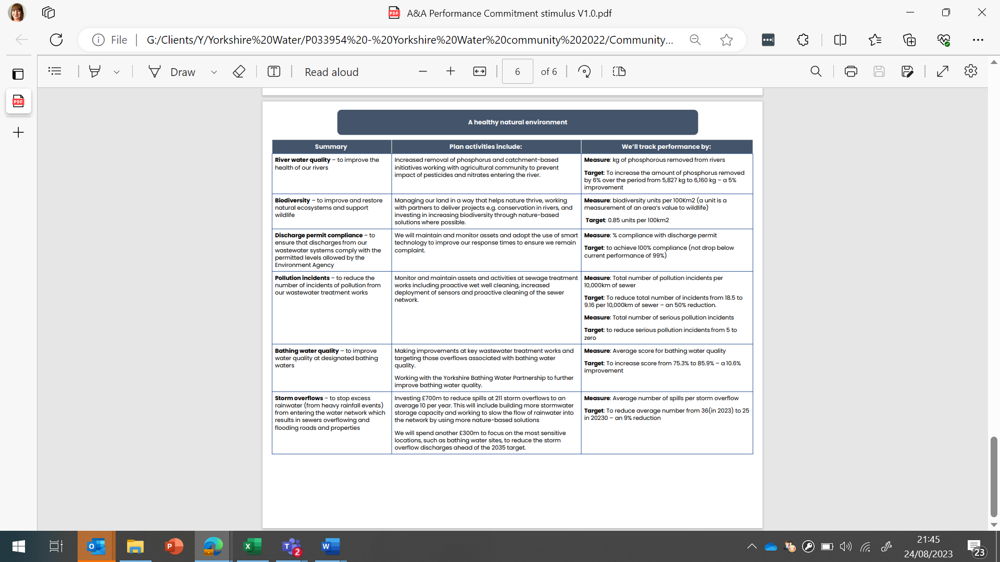 A&A Performance Commitment stimulus V1.0.pdf
File
G:/Clients/Y/Yorkshire%20Water/P033954%20-%20Yorkshire%20Water%20community%202022/Community...
Draw
Read aloud
6
of 6
A healthy natural environment
Summary
Plan activities include:
We'll track performance by:
River water quality – to improve the
health of our rivers
Increased removal of phosphorus and catchment-based
initiatives working with agricultural community to prevent
impact of pesticides and nitrates entering the river.
Measure: kg of phosphorous removed from rivers
Target: To increase the amount of phosphorus removed
by 6% over the period from 5,827 kg to 6,160 kg – a 5%
improvement
Biodiversity – to improve and restore
natural ecosystems and support
wildlife
Managing our land in a way that helps nature thrive, working
with partners to deliver projects e.g. conservation in rivers, and
investing in increasing biodiversity through nature-based
solutions where possible.
Measure: biodiversity units per 100Km2 (a unit is a
measurement of an area's value to wildlife)
Target: 0.85 units per 100km2
Discharge permit compliance – to
ensure that discharges from our
wastewater systems comply with the
permitted levels allowed by the
Environment Agency
We will maintain and monitor assets and adopt the use of smart
technology to improve our response times to ensure we remain
complaint.
Measure: % compliance with discharge permit
Target: to achieve 100% compliance (not drop below
current performance of 99%)
Pollution incidents – to reduce the
number of incidents of pollution from
our wastewater treatment works
Monitor and maintain assets and activities at sewage treatment
works including proactive wet well cleaning, increased
deployment of sensors and proactive cleaning of the sewer
network.
Measure: Total number of pollution incidents per
10,000km of sewer
Target: To reduce total number of incidents from 18.5 to
9.16 per 10,000km of sewer – an 50% reduction.
Measure: Total number of serious pollution incidents
Target: to reduce serious pollution incidents from 5 to
zero
Bathing water quality – to improve
water quality at designated bathing
waters
Making improvements at key wastewater treatment works and
targeting those overflows associated with bathing water
quality.
Working with the Yorkshire Bathing Water Partnership to further
improve bathing water quality.
Measure: Average score for bathing water quality
Target: To increase score from 75.3% to 85.9% – a 10.6%
improvement
Storm overflows – to stop excess
rainwater (from heavy rainfall events)
from entering the water network which
results in sewers overflowing and
flooding roads and properties
Investing £700m to reduce spills at 211 storm overflows to an
average 10 per year. This will include building more stormwater
storage capacity and working to slow the flow of rainwater into
the network by using more nature-based solutions
We will spend another £300m to focus on the most sensitive
locations, such as bathing water sites, to reduce the storm
overflow discharges ahead of the 2035 target.
Measure: Average number of spills per storm overflow
Target: To reduce average number from 36(in 2023) to 25
in 20230 – an 9% reduction
2
21:45
24/08/2023
23